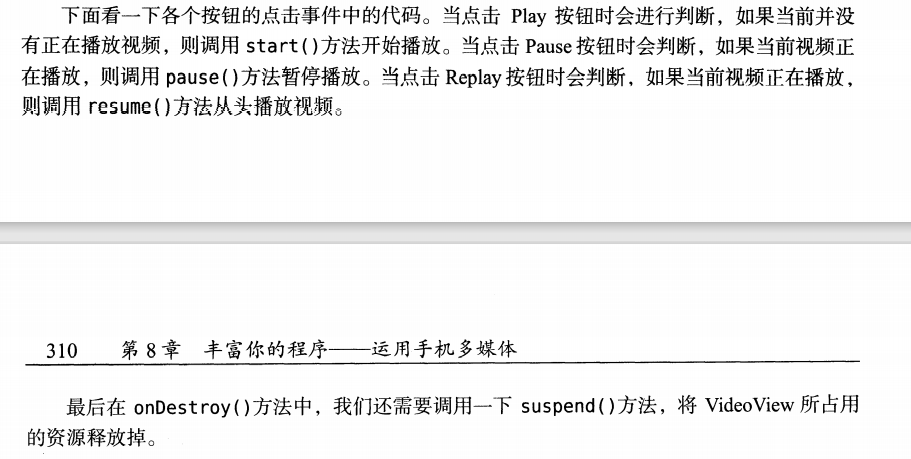 下面看一下各个按钮的点击事件中的代码。当点击 Play 按钮时会进行判断，如果当前并没
有正在播放视频，则调用 start()方法开始播放。当点击 Pause 按钮时会判断，如果当前视频正
在播放，则调用 pause()方法暂停播放。当点击 Replay 按钮时会判断，如果当前视频正在播放，
则调用 resume()方法从头播放视频。
310 第 8 章 丰富你的程序——运用手机多媒体
最后在 onDestroy()方法中，我们还需要调用一下 suspend()方法，将 VideoView 所占用
的资源释放掉。